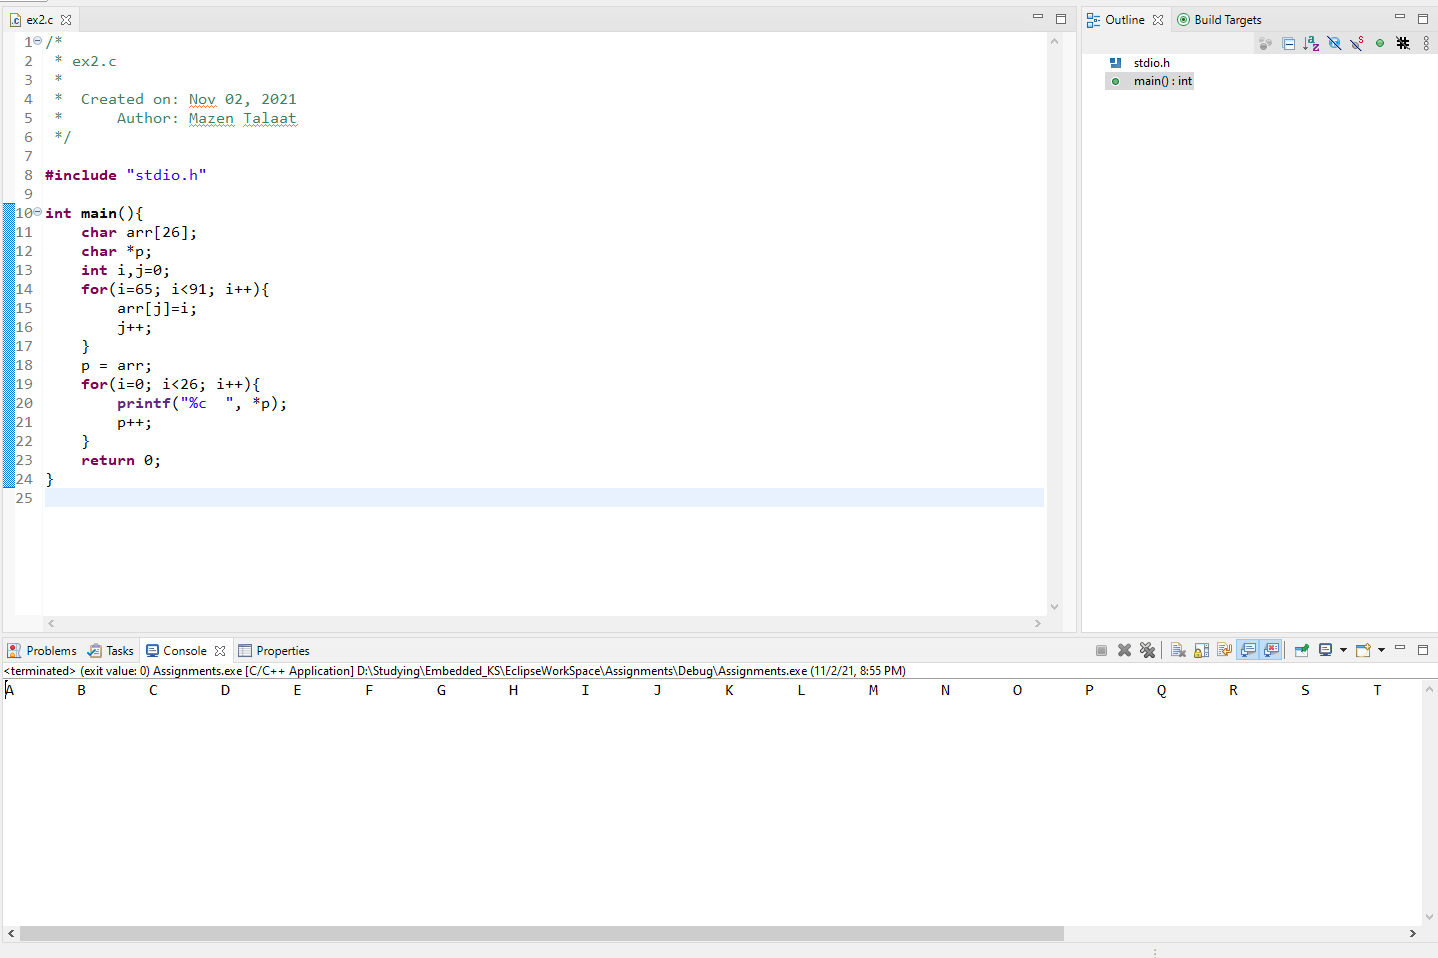 ex2.c
Outline
Build Targets
1 /*
2  * ex2.c
3  *
4  *  Created on: Nov 02, 2021
5  *      Author: Mazen Talaat
6  */
7
8 #include "stdio.h"
9
10 int main(){
11     char arr[26];
12     char *p;
13     int i,j=0;
14     for(i=65; i<91; i++){
15         arr[j]=i;
16         j++;
17     }
18     p = arr;
19     for(i=0; i<26; i++){
20         printf("%c  ", *p);
21         p++;
22     }
23     return 0;
24 }
25
stdio.h
main() : int
Problems Tasks Console Properties
<terminated> (exit value: 0) Assignments.exe [C/C++ Application] D:\Studying\Embedded_KS\EclipseWorkSpace\Assignments\Debug\Assignments.exe (11/2/21, 8:55 PM)
A B C D E F G H I J K L M N O P Q R S T